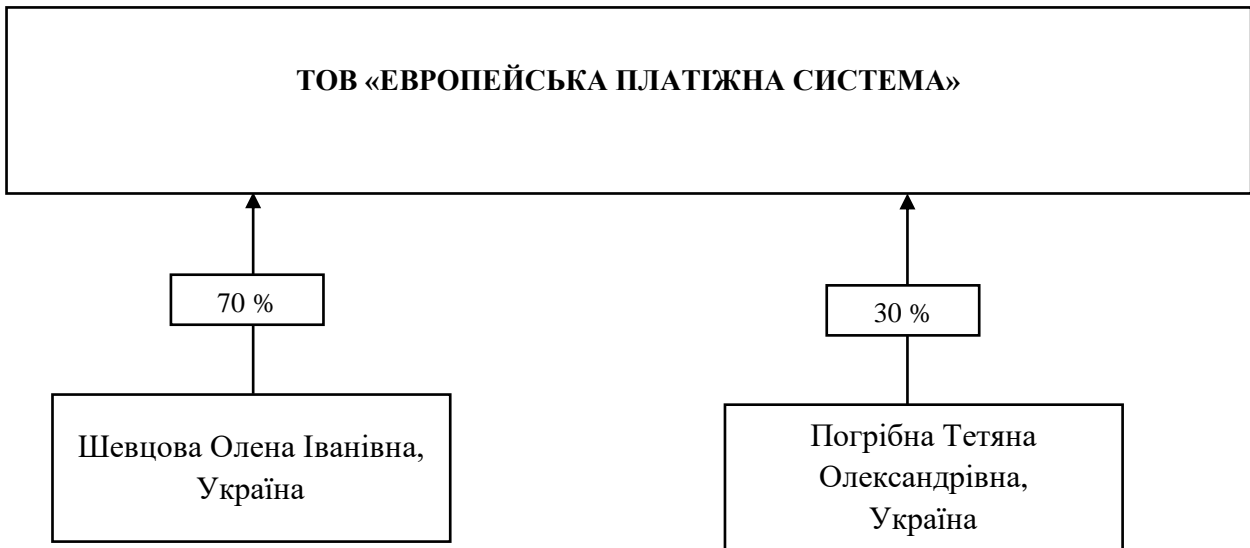 ТОВ «ЕВРОПЕЙСЬКА ПЛАТІЖНА СИСТЕМА»
70 %
30 %
Шевцова Олена Іванівна,
Україна
Погрібна Тетяна
Олександрівна,
Україна